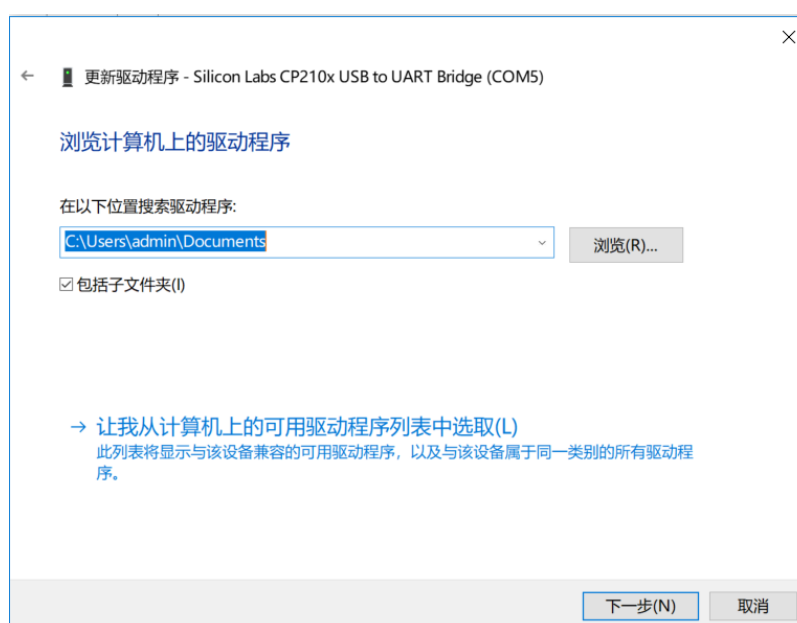 更新驱动程序 - Silicon Labs CP210x USB to UART Bridge (COM5)
浏览计算机上的驱动程序
在以下位置搜索驱动程序:
C:\Users\admin\Documents
浏览(R)...
包括子文件夹(I)
让我从计算机上的可用驱动程序列表中选取(L)
此列表将显示与该设备兼容的可用驱动程序，以及与该设备属于同一类别的所有驱动程
序。
下一步(N)
取消